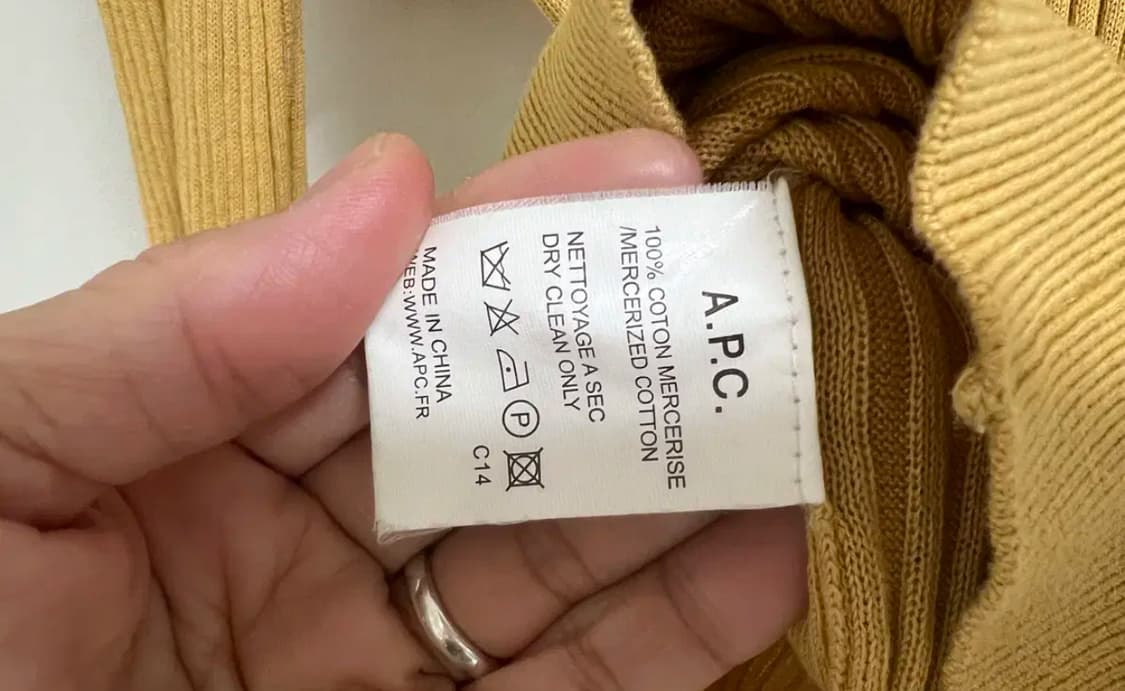 A.P.C.
100% COTON MERCERISE
/MERCERIZED COTTON
NETTOYAGE A SEC
DRY CLEAN ONLY
P
C14
MADE IN CHINA
WEB:WWW.APC.FR